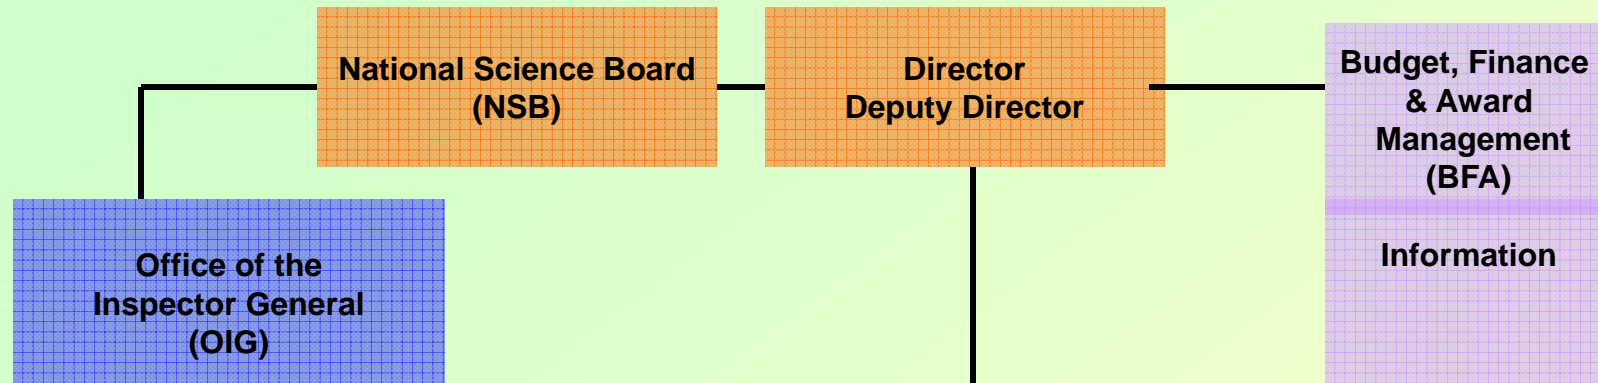 National Science Board
(NSB)
Director
Deputy Director
Budget, Finance
& Award
Management
(BFA)
Office of the
Inspector General
(OIG)
Information